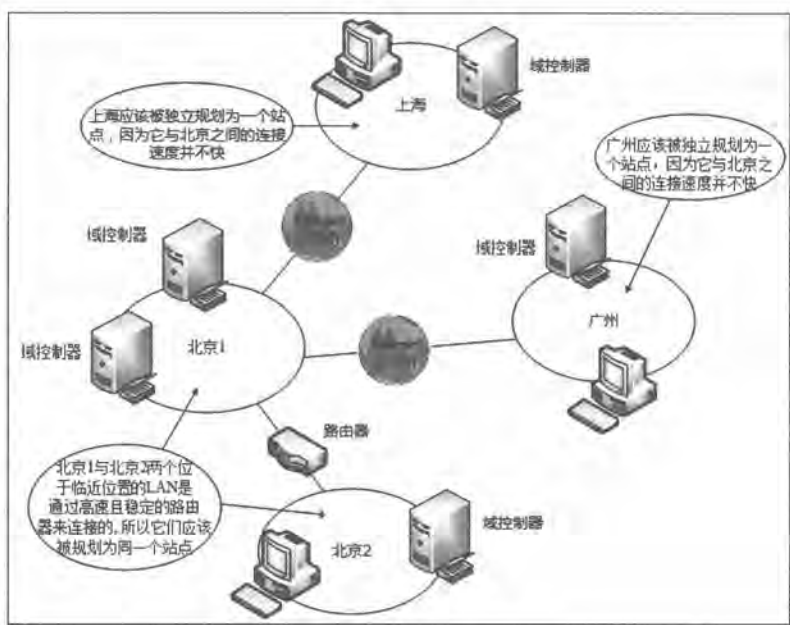 域控制器
上海
上海应该被独立规划为一个站
点，因为它与北京之间的连接
速度并不快
广州应该被独立规划为一
个站点，因为它与北京之
间的连接速度并不快
域控制器
域控制器
域控制器
北京1
广州
路由器
北京1与北京2两个位
于临近位置的LAN是
通过高速且稳定的路由
器来连接的，所以它们应该
被规划为同一个站点
北京2
域控制器